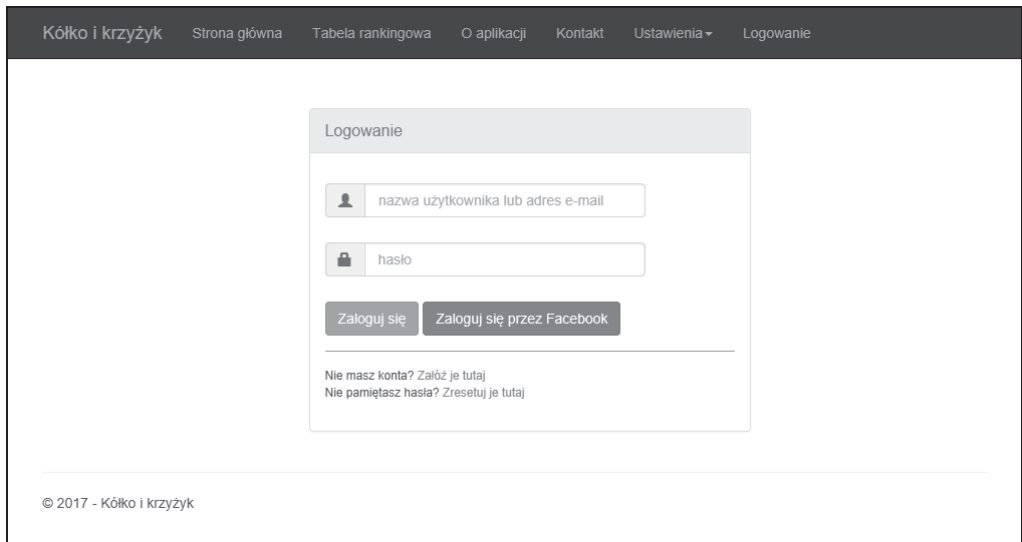 Kółko i krzyżyk Strona główna Tabela rankingowa O aplikacji Kontakt Ustawienia Logowanie
Logowanie
nazwa użytkownika lub adres e-mail
hasło
Zaloguj się Zaloguj się przez Facebook
Nie masz konta? Załóż je tutaj
Nie pamiętasz hasła? Zresetuj je tutaj
© 2017 - Kółko i krzyżyk